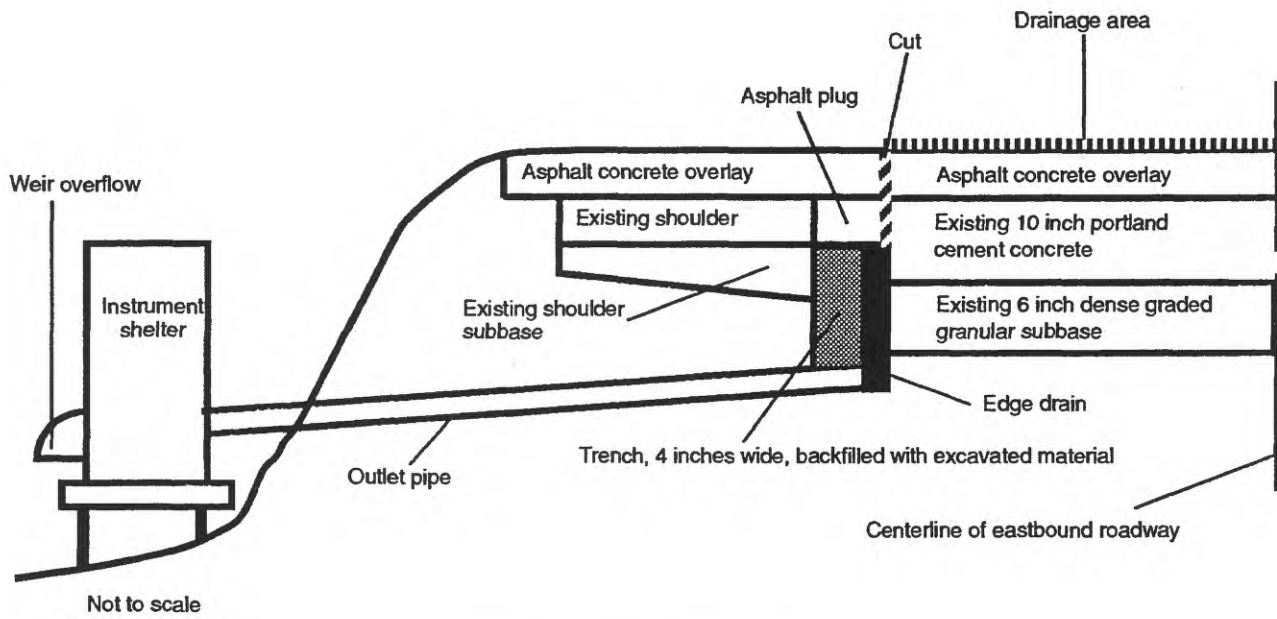 Drainage area
Cut
Asphalt plug
Weir overflow
Asphalt concrete overlay
Asphalt concrete overlay
Existing shoulder
Existing 10 inch portland
cement concrete
Instrument
shelter
Existing shoulder
subbase
Existing 6 inch dense graded
granular subbase
Edge drain
Trench, 4 inches wide, backfilled with excavated material
Outlet pipe
Centerline of eastbound roadway
Not to scale